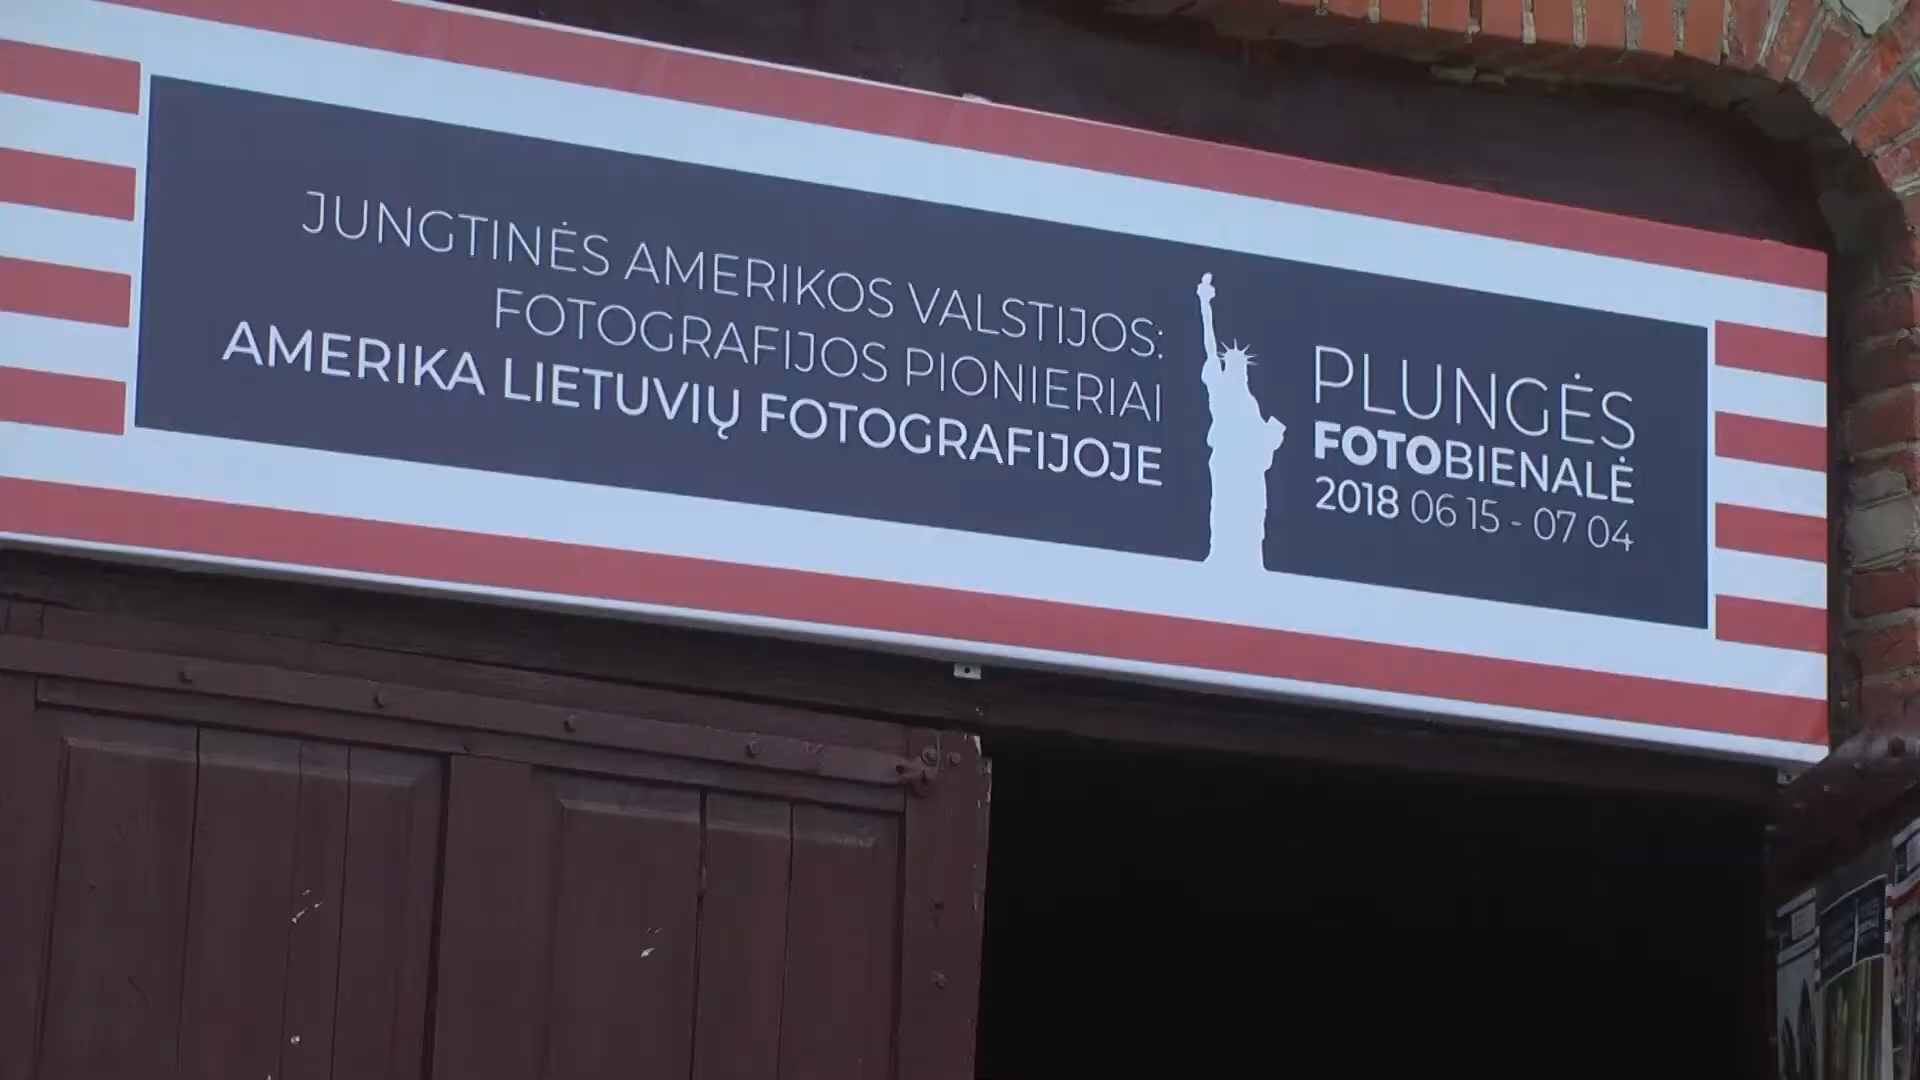 JUNGTINĖS AMERIKOS VALSTIJOS:
FOTOGRAFIJOS PIONIERIAI
AMERIKA LIETUVIŲ FOTOGRAFIJOJE
PLUNGĖS
FOTOBIENALĖ
2018 06 15 - 07 04